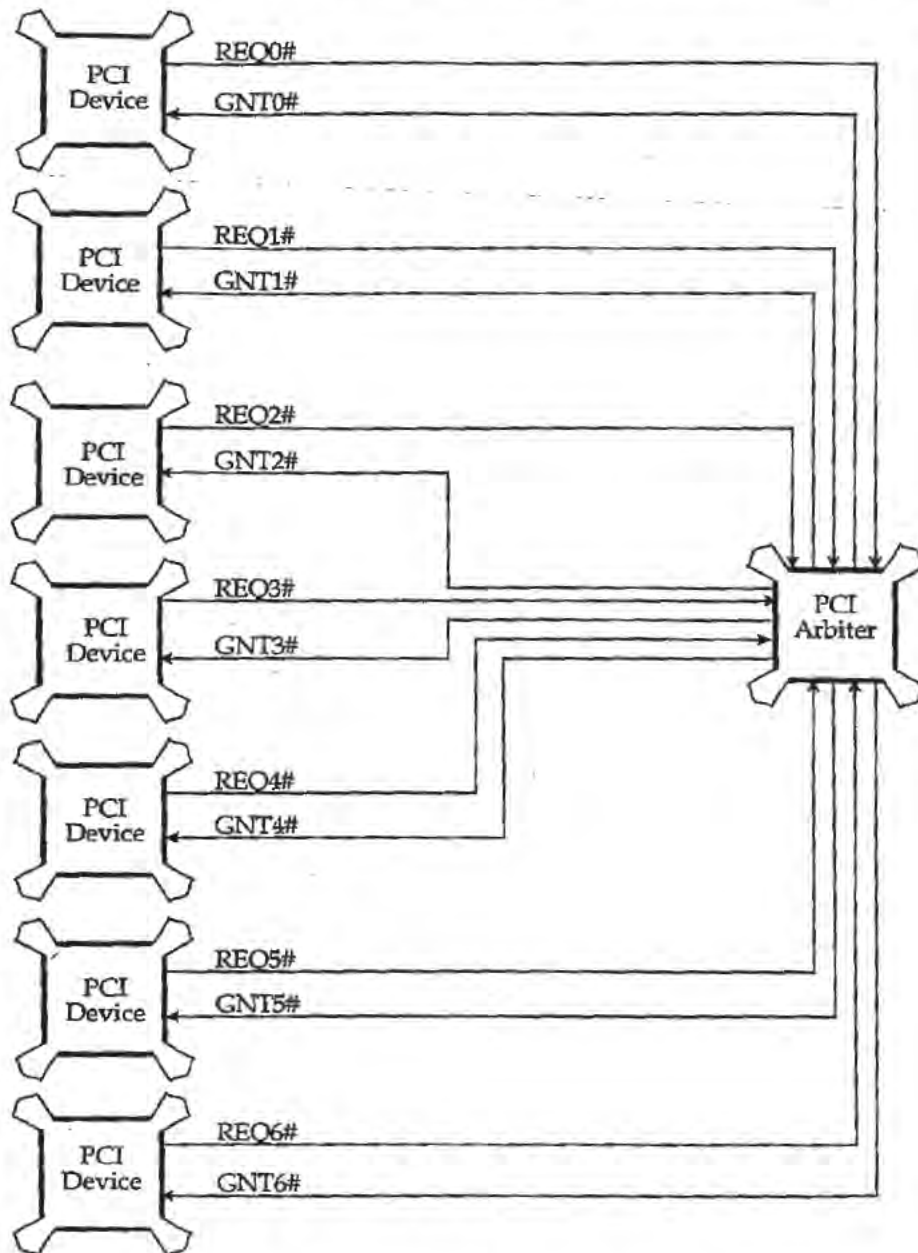 PCI
Device
REQ0#
GNT0#
PCI
Device
REQ1#
GNT1#
PCI
Device
REQ2#
GNT2#
PCI
Device
REQ3#
GNT3#
PCI
Arbiter
PCI
Device
REQ4#
GNT4#
PCI
Device
REQ5#
GNT5#
PCI
Device
REQ6#
GNT6#